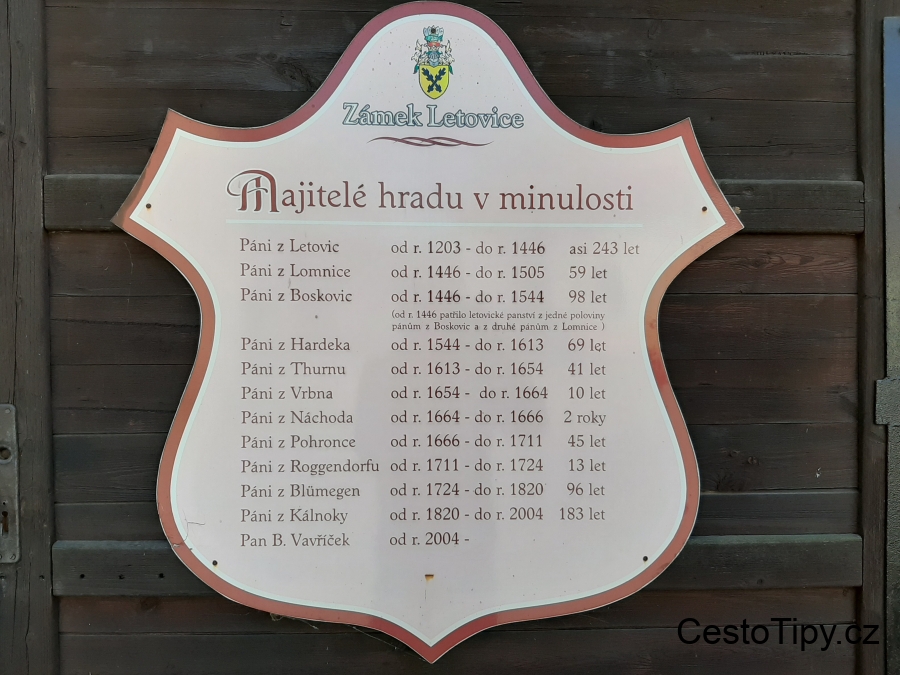 Zámek Letovice
Majitelé hradu v minulosti
Páni z Letovic od r. 1203 - do r. 1446 asi 243 let
Páni z Lomnice od r. 1446 - do r. 1505 59 let
Páni z Boskovic od r. 1446 - do r. 1544 98 let
(od r. 1446 patřilo letovické panství z jedné poloviny
pánům z Boskovic a z druhé pánům z Lomnice )
Páni z Hardeka od r. 1544 - do r. 1613 69 let
Páni z Thurnu od r. 1613 - do r. 1654 41 let
Páni z Vrbna od r. 1654 - do r. 1664 10 let
Páni z Náchoda od r. 1664 - do r. 1666 2 roky
Páni z Pohronce od r. 1666 - do r. 1711 45 let
Páni z Roggendorfu od r. 1711 - do r. 1724 13 let
Páni z Blümegen od r. 1724 - do r. 1820 96 let
Páni z Kálnoky od r. 1820 - do r. 2004 183 let
Pan B. Vavříček od r. 2004 -
CestoTipy.cz